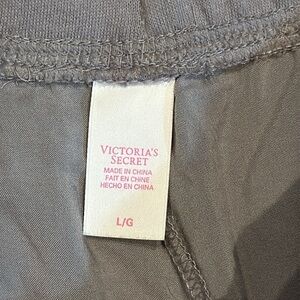 VICTORIA'S
SECRET
MADE IN CHINA
FAIT EN CHINE
HECHO EN CHINA
L/G